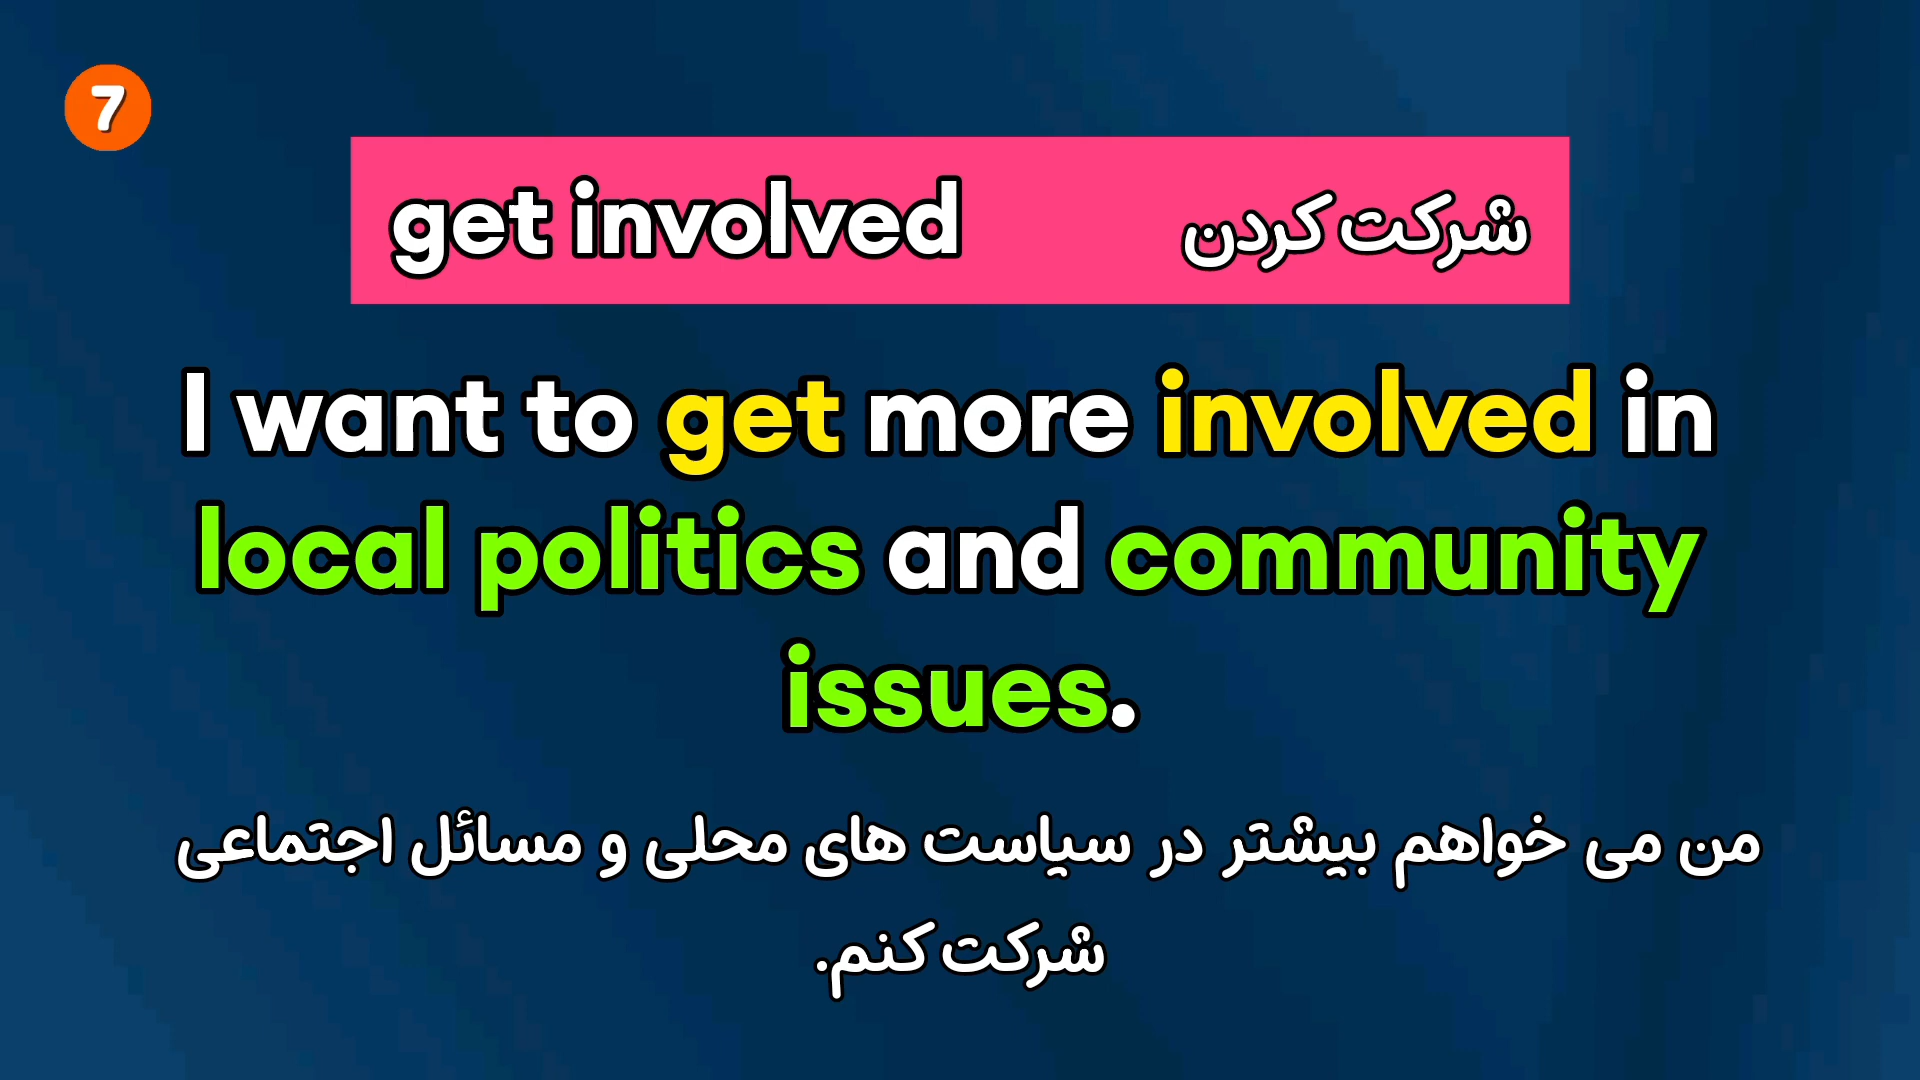 7
get involved
شرکت کردن
I want to get more involved in
local politics and community
issues.
من می خواهم بیشتر در سیاست های محلی و مسائل اجتماعی
شرکت کنم.